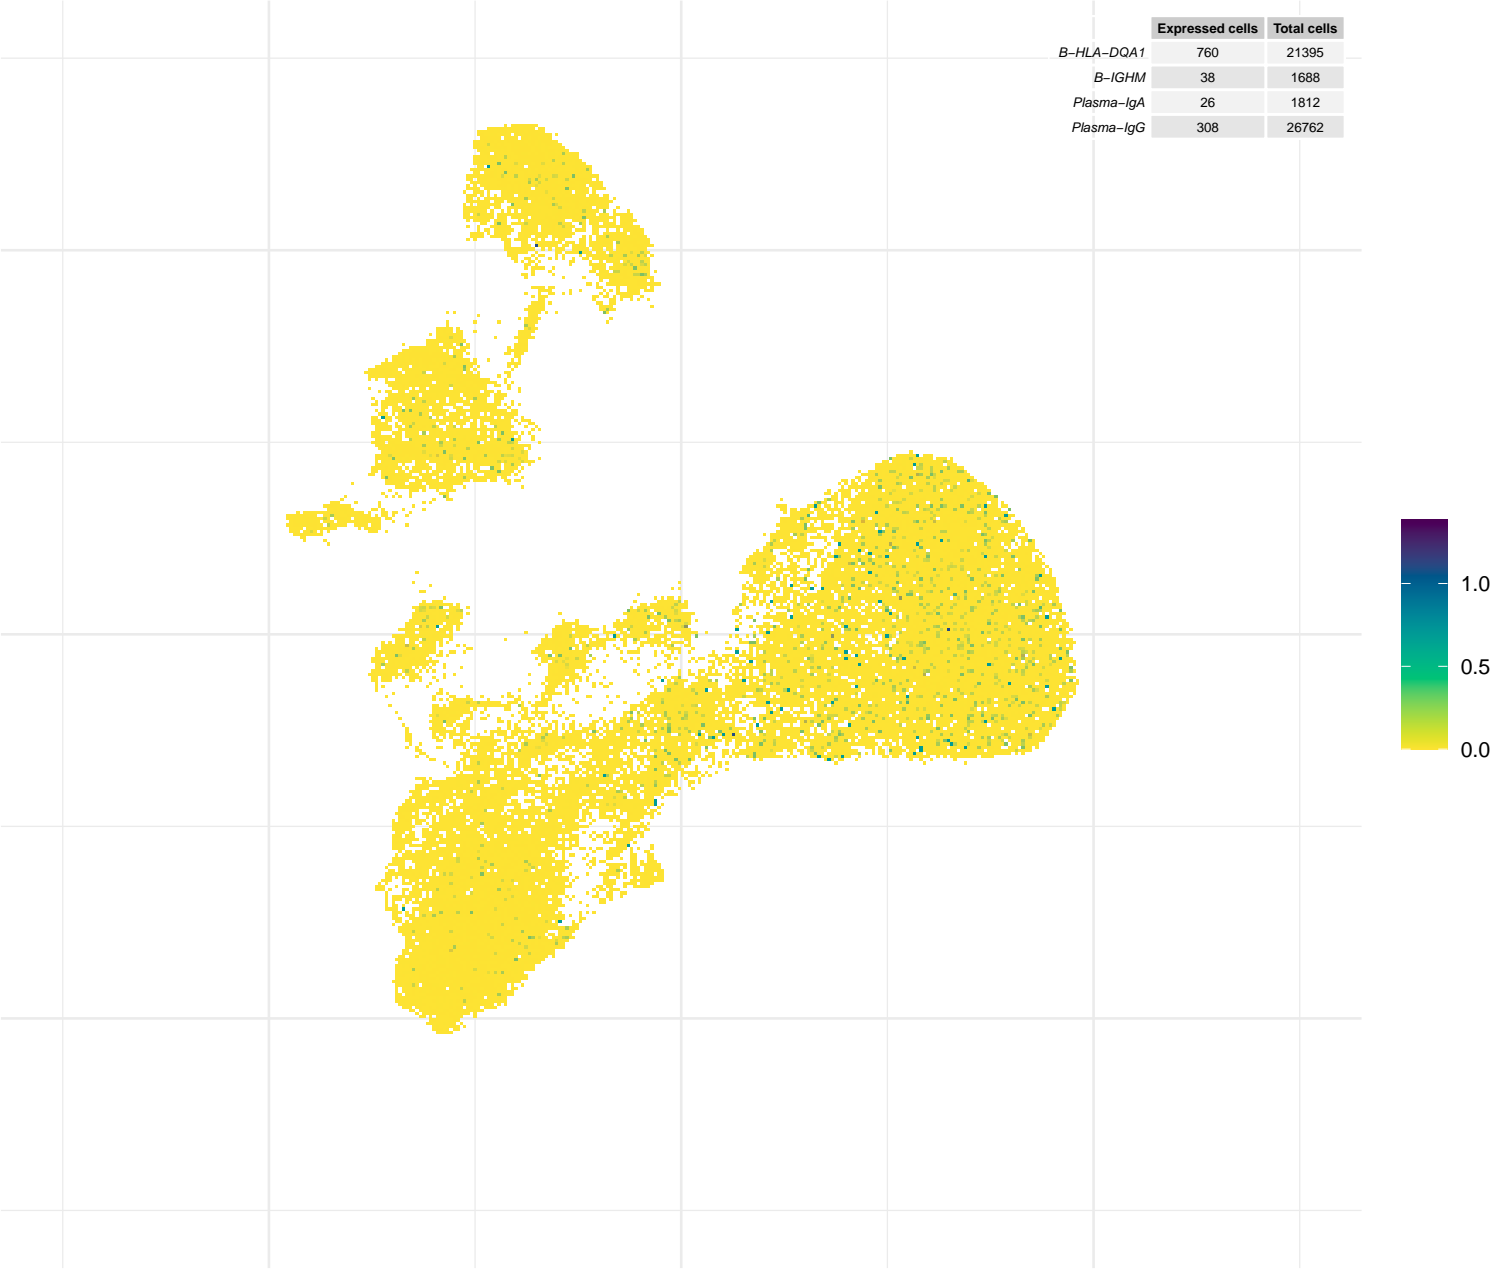 Expressed cells Total cells
B−HLA−DQA1 760 21395
B−IGHM 38 1688
Plasma−IgA 26 1812
Plasma−IgG 308 26762
1.0
0.5
0.0